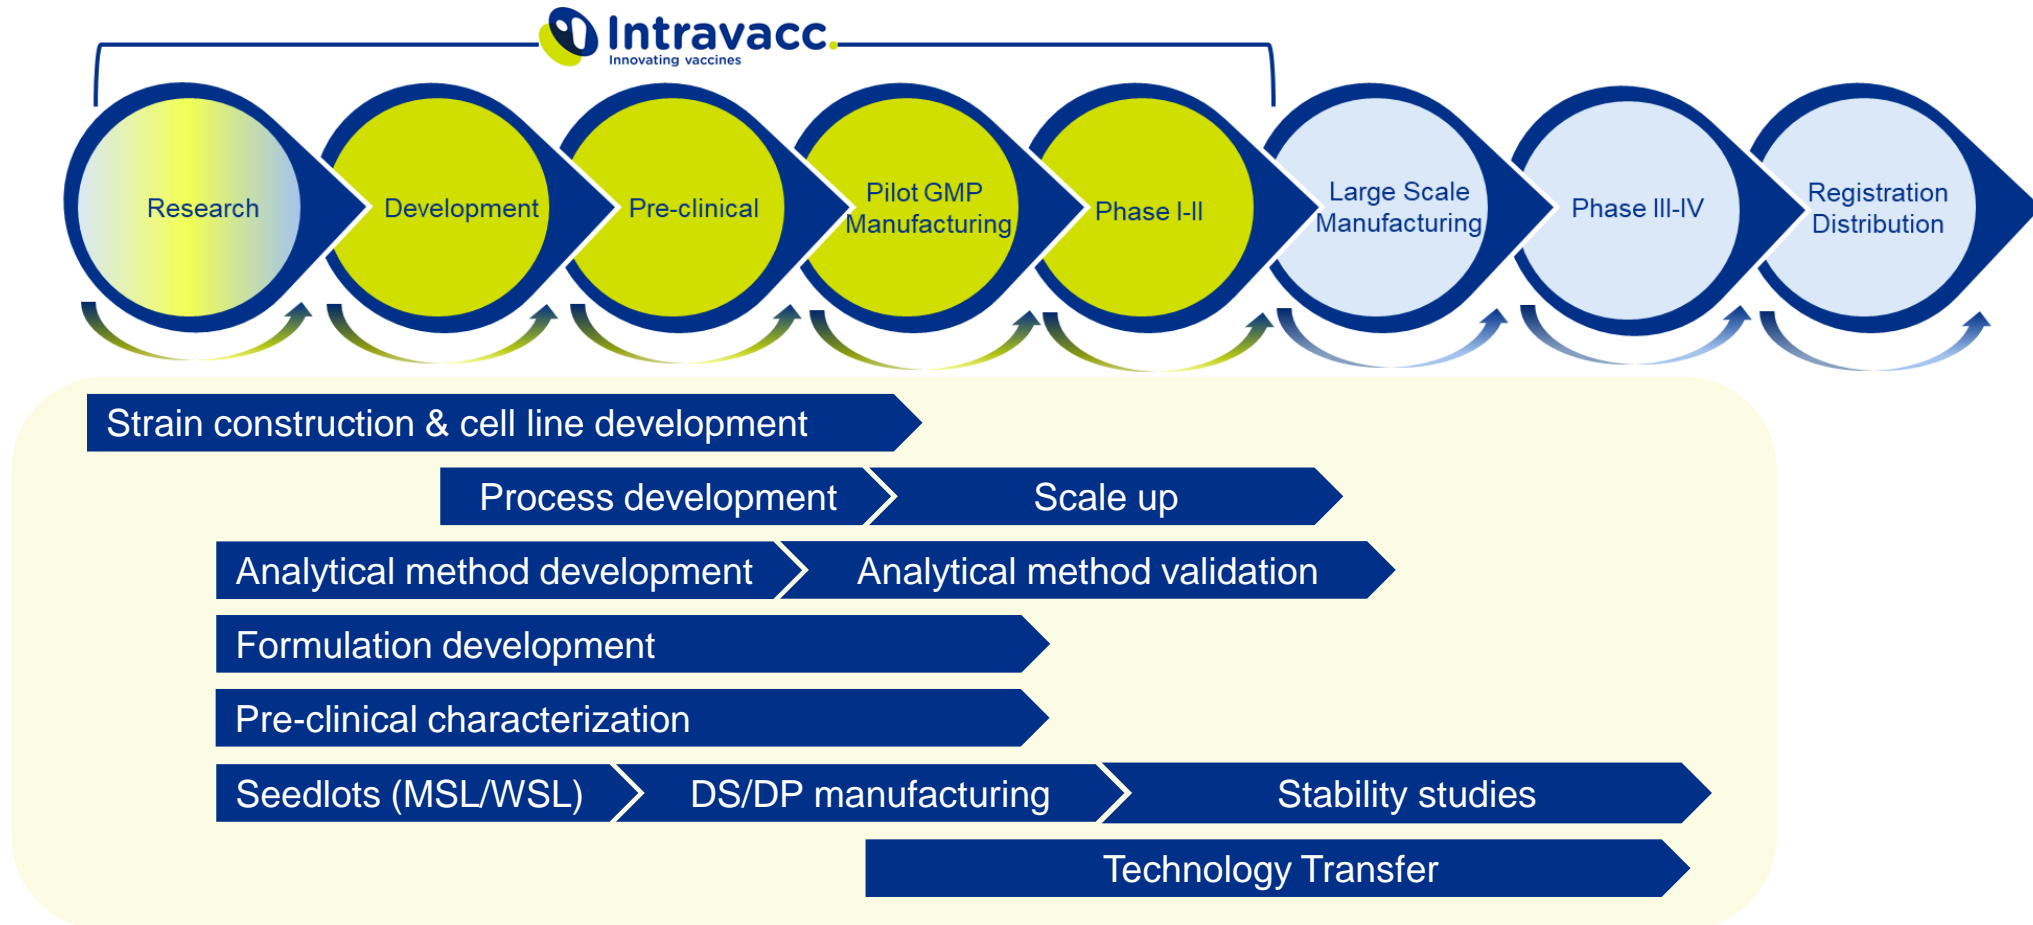 Intravacc.
Innovating vaccines
Research
Development
Pre-clinical
Pilot GMP
Manufacturing
Phase I-II
Large Scale
Manufacturing
Phase III-IV
Registration
Distribution
Strain construction & cell line development
Process development
Scale up
Analytical method development
Analytical method validation
Formulation development
Pre-clinical characterization
Seedlots (MSL/WSL)
DS/DP manufacturing
Stability studies
Technology Transfer